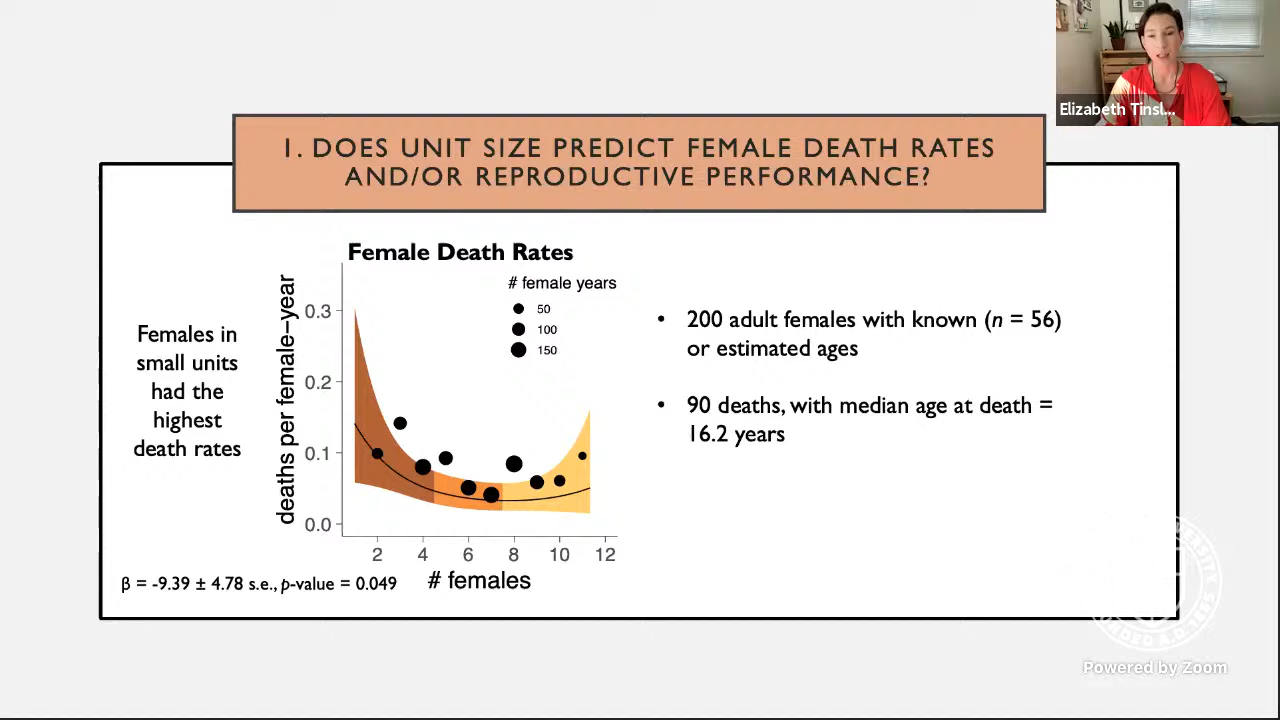 Elizabeth Tinsl...
1. DOES UNIT SIZE PREDICT FEMALE DEATH RATES
AND/OR REPRODUCTIVE PERFORMANCE?
Females in
small units
had the
highest
death rates
Female Death Rates
# female years
50
100
150
deaths per female–year
0.3
0.2
0.1
0.0
2 4 6 8 10 12
# females
β = -9.39 ± 4.78 s.e., p-value = 0.049
• 200 adult females with known (n = 56)
or estimated ages
• 90 deaths, with median age at death =
16.2 years
Powered by Zoom